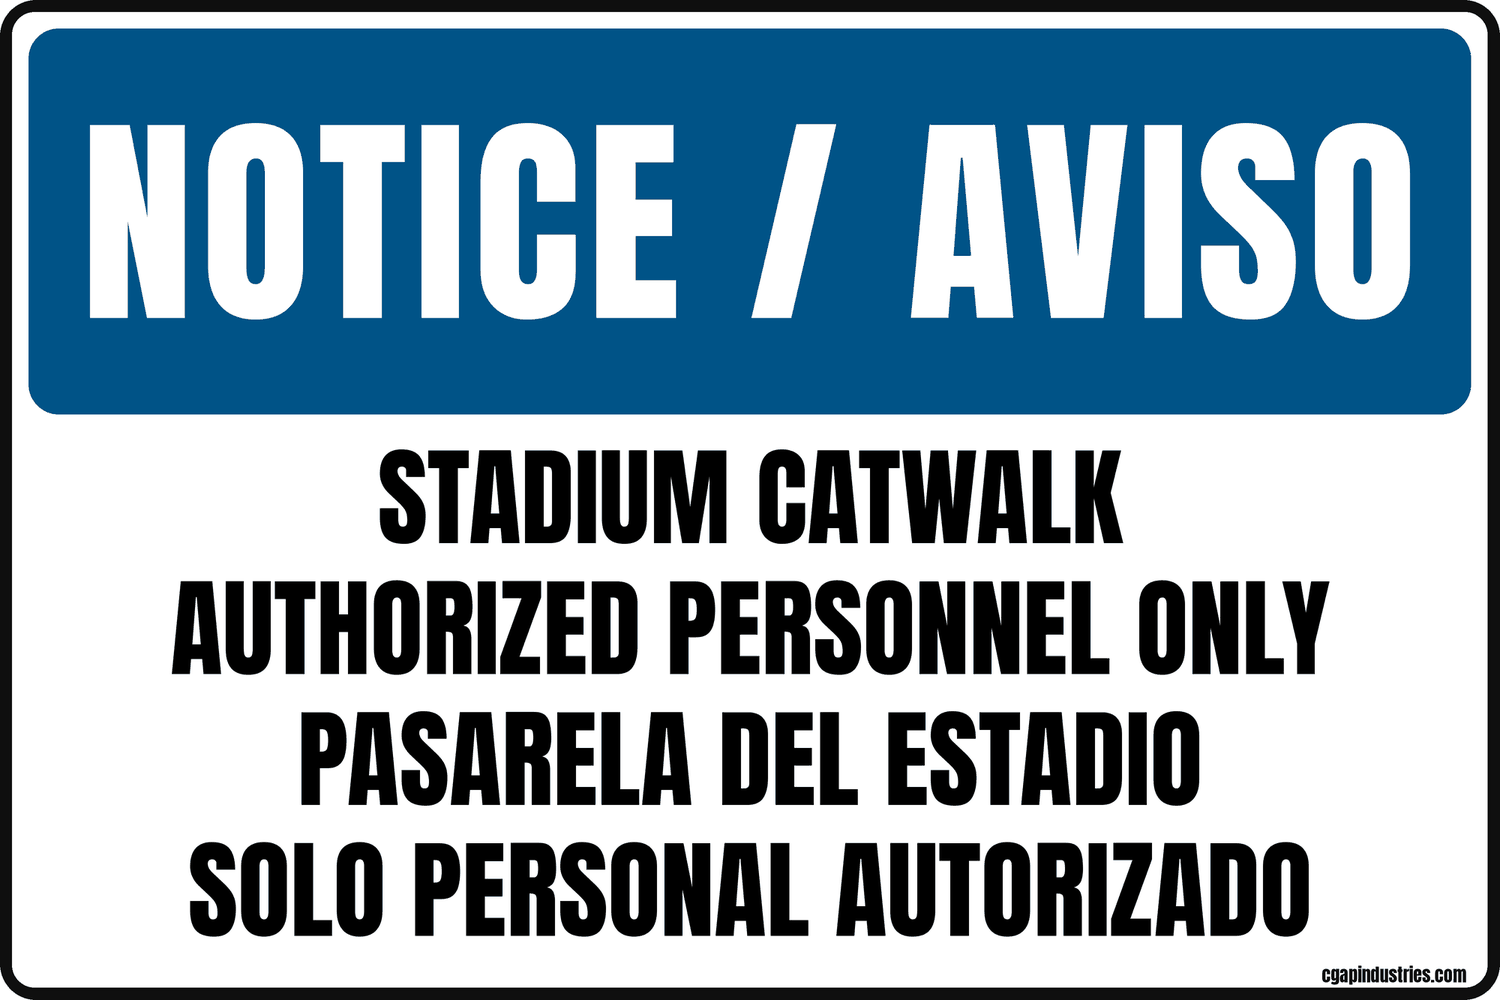 NOTICE / AVISO
STADIUM CATWALK
AUTHORIZED PERSONNEL ONLY
PASARELA DEL ESTADIO
SOLO PERSONAL AUTORIZADO
cgapindustries.com